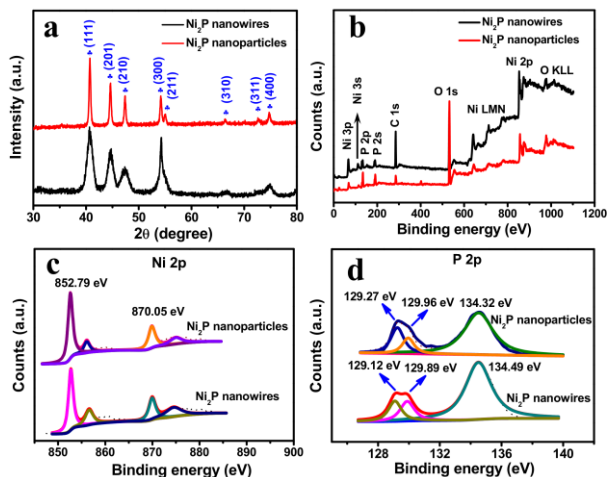 a
Ni₂P nanowires
Ni₂P nanoparticles
(111)
(201)
(210)
(300)
(211)
(310)
(311)
(400)
Intensity (a.u.)
30 40 50 60 70 80
2θ (degree)
b
Ni₂P nanowires
Ni₂P nanoparticles
Ni 3p
Ni 3s
P 2p
P 2s
C 1s
O 1s
Ni LMN
Ni 2p
O KLL
Counts (a.u.)
0 200 400 600 800 1000 1200
Binding energy (eV)
c
Ni 2p
852.79 eV
870.05 eV
Ni₂P nanoparticles
Ni₂P nanowires
Counts (a.u.)
850 860 870 880 890 900
Binding energy (eV)
d
P 2p
129.27 eV
129.96 eV
134.32 eV
Ni₂P nanoparticles
129.12 eV
129.89 eV
134.49 eV
Ni₂P nanowires
Counts (a.u.)
128 132 136 140
Binding energy (eV)